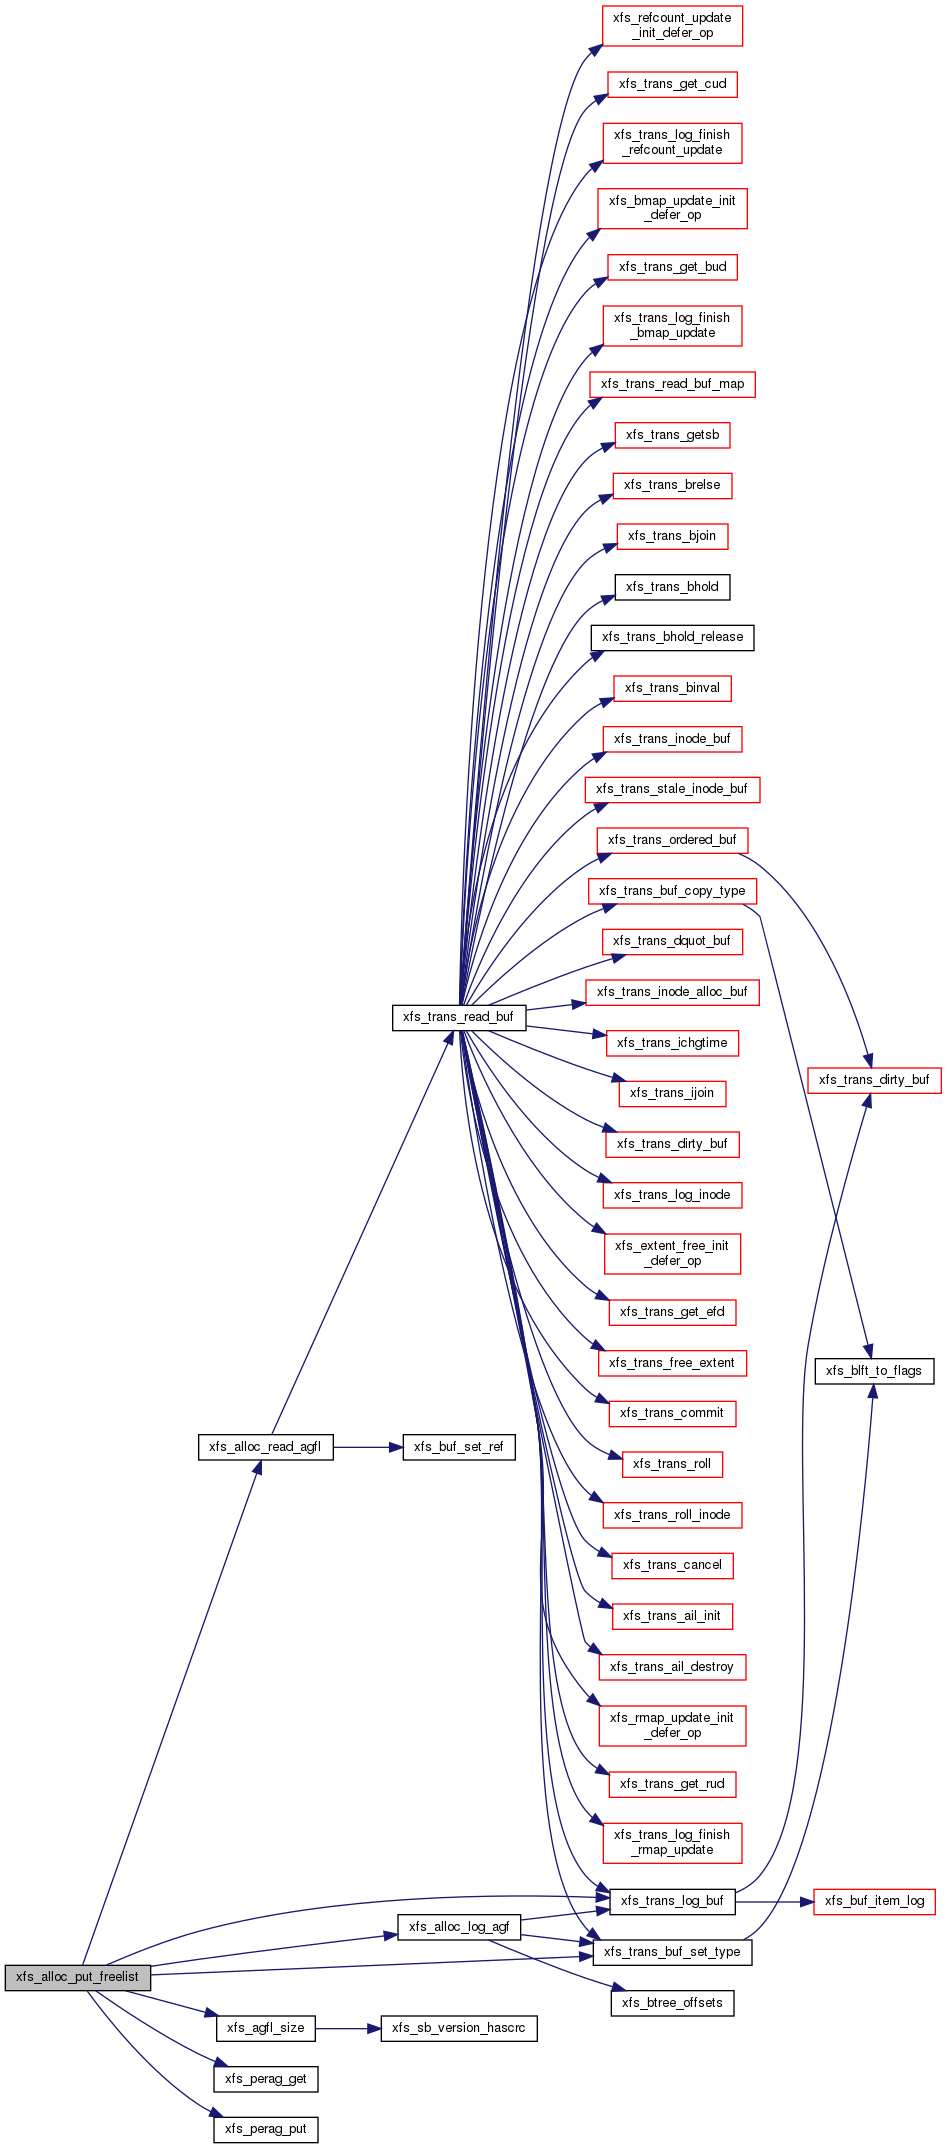 xfs_refcount_update
_init_defer_op
xfs_trans_get_cud
xfs_trans_log_finish
_refcount_update
xfs_bmap_update_init
_defer_op
xfs_trans_get_bud
xfs_trans_log_finish
_bmap_update
xfs_trans_read_buf_map
xfs_trans_getsb
xfs_trans_brelse
xfs_trans_bjoin
xfs_trans_bhold
xfs_trans_bhold_release
xfs_trans_binval
xfs_trans_inode_buf
xfs_trans_stale_inode_buf
xfs_trans_ordered_buf
xfs_trans_buf_copy_type
xfs_trans_dquot_buf
xfs_trans_inode_alloc_buf
xfs_trans_read_buf
xfs_trans_ichgtime
xfs_trans_dirty_buf
xfs_trans_ijoin
xfs_trans_dirty_buf
xfs_trans_log_inode
xfs_extent_free_init
_defer_op
xfs_trans_get_efd
xfs_trans_free_extent
xfs_blft_to_flags
xfs_trans_commit
xfs_alloc_read_agfl
xfs_buf_set_ref
xfs_trans_roll
xfs_trans_roll_inode
xfs_trans_cancel
xfs_trans_ail_init
xfs_trans_ail_destroy
xfs_rmap_update_init
_defer_op
xfs_trans_get_rud
xfs_trans_log_finish
_rmap_update
xfs_trans_log_buf
xfs_buf_item_log
xfs_alloc_log_agf
xfs_trans_buf_set_type
xfs_alloc_put_freelist
xfs_btree_offsets
xfs_agfl_size
xfs_sb_version_hascrc
xfs_perag_get
xfs_perag_put